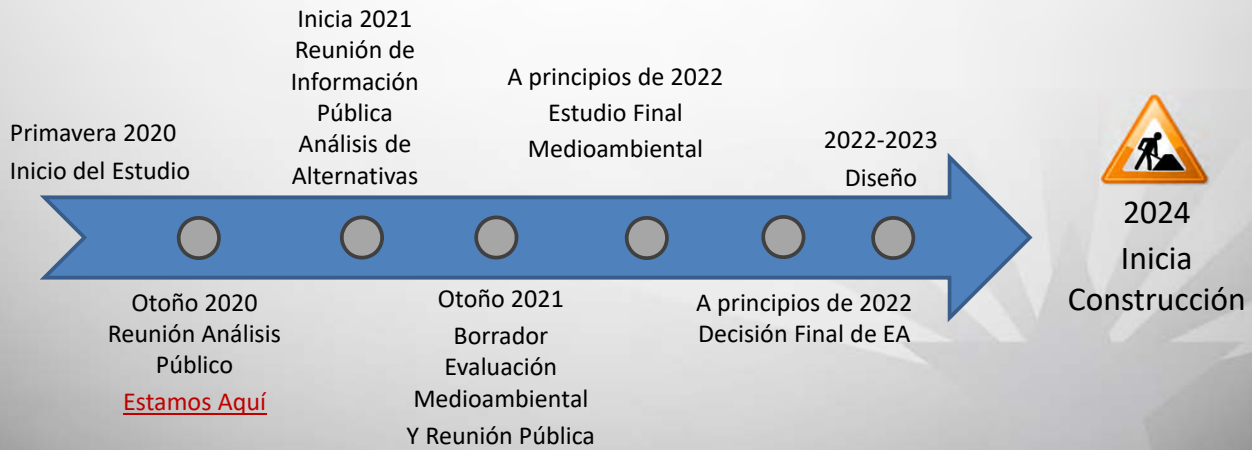 Primavera 2020
Inicio del Estudio
Otoño 2020
Reunión Análisis
Público
Estamos Aquí
Inicia 2021
Reunión de
Información
Pública
Análisis de
Alternativas
Otoño 2021
Borrador
Evaluación
Medioambiental
Y Reunión Pública
A principios de 2022
Estudio Final
Medioambiental
A principios de 2022
Decisión Final de EA
2022-2023
Diseño
2024
Inicia
Construcción